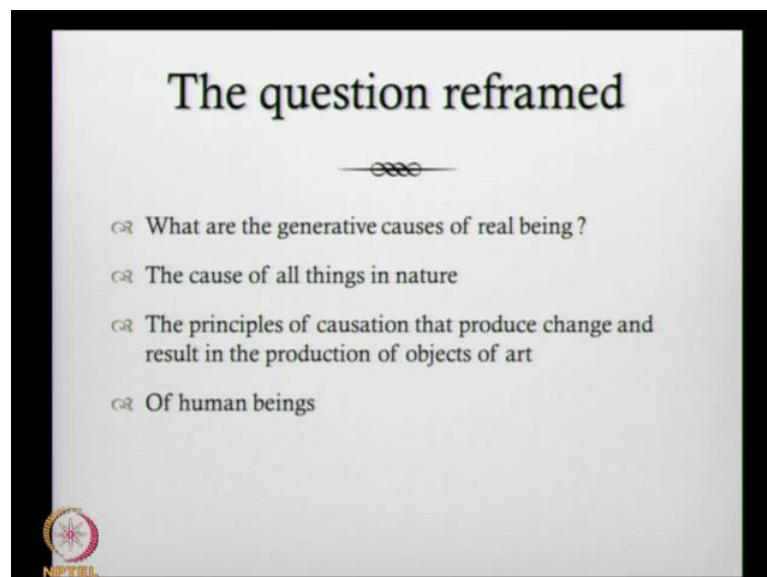 The question reframed
What are the generative causes of real being ?
The cause of all things in nature
The principles of causation that produce change and
result in the production of objects of art
Of human beings
NPTEL